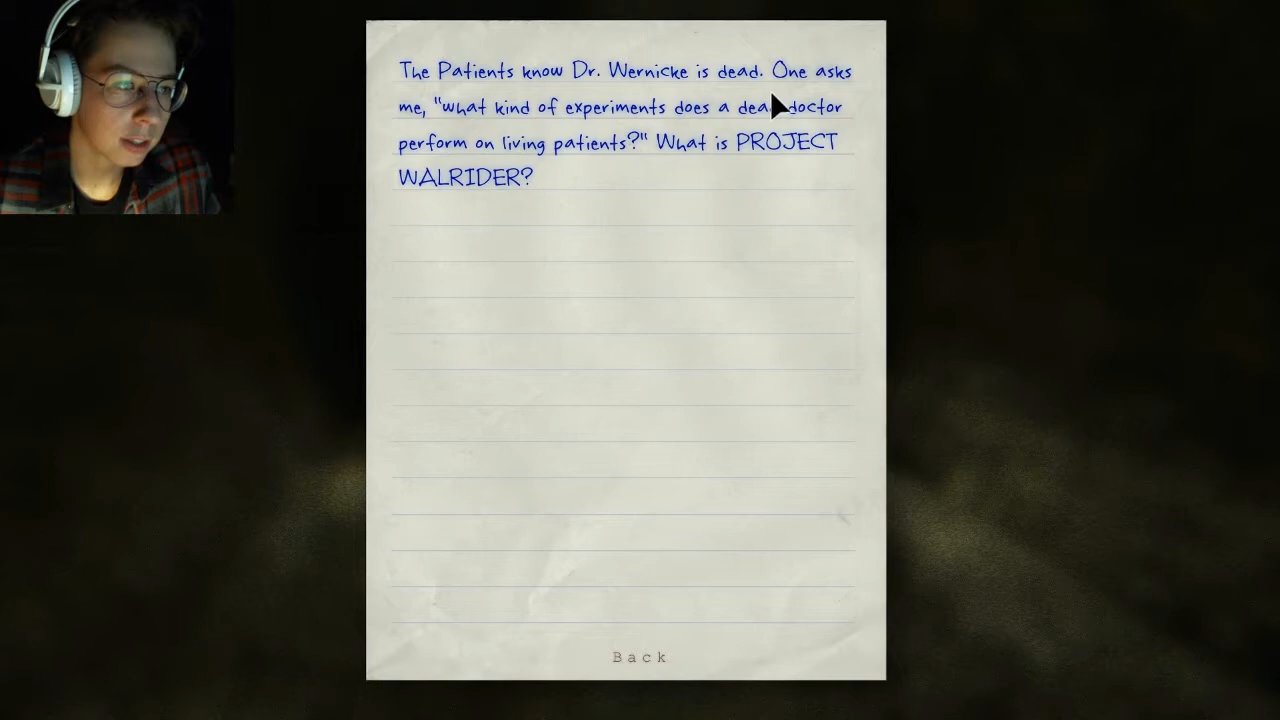 The Patients know Dr. Wernicke is dead. One asks
me, "what kind of experiments does a dead doctor
perform on living patients?" What is PROJECT
WALRIDER?
Back